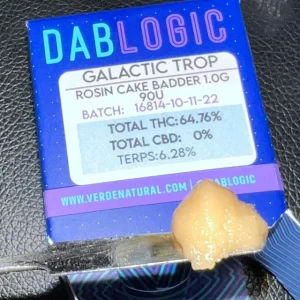 DABLOGIC
GALACTIC TROP
ROSIN CAKE BADDER 1.0G
90U
BATCH: 16814-10-11-22
TOTAL THC:64.76%
TOTAL CBD: 0%
TERPS:6.28%
WWW.VERDENATURAL.COM | @DABLOGIC